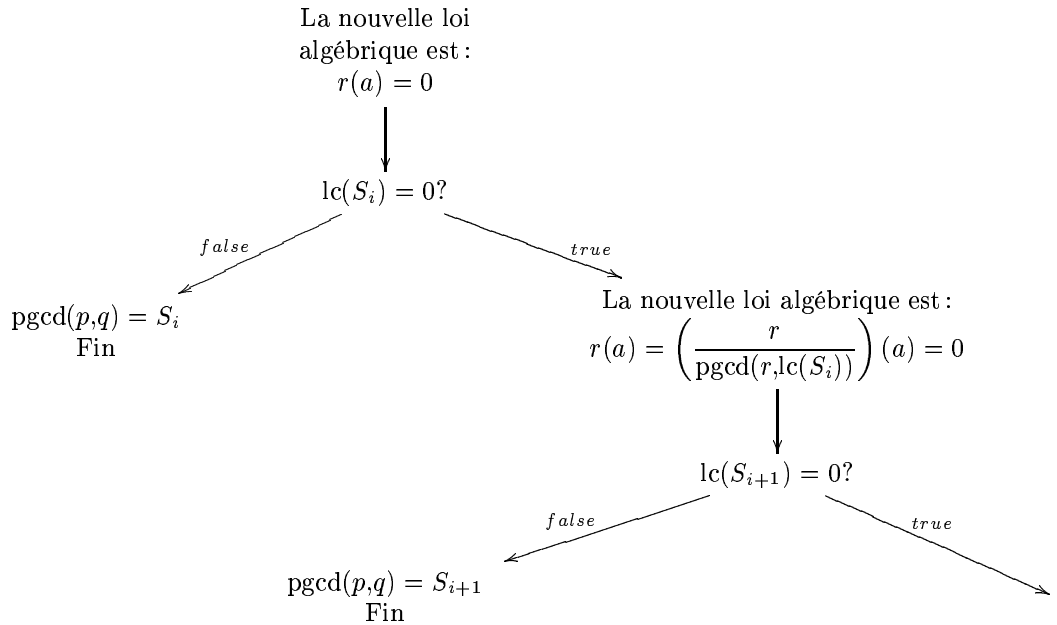 La nouvelle loi
algébrique est :
r(a) = 0
lc(S_i) = 0?
false
true
pgcd(p,q) = S_i
Fin
La nouvelle loi algébrique est :
r(a) = ( r / pgcd(r,lc(S_i)) ) (a) = 0
lc(S_{i+1}) = 0?
false
true
pgcd(p,q) = S_{i+1}
Fin